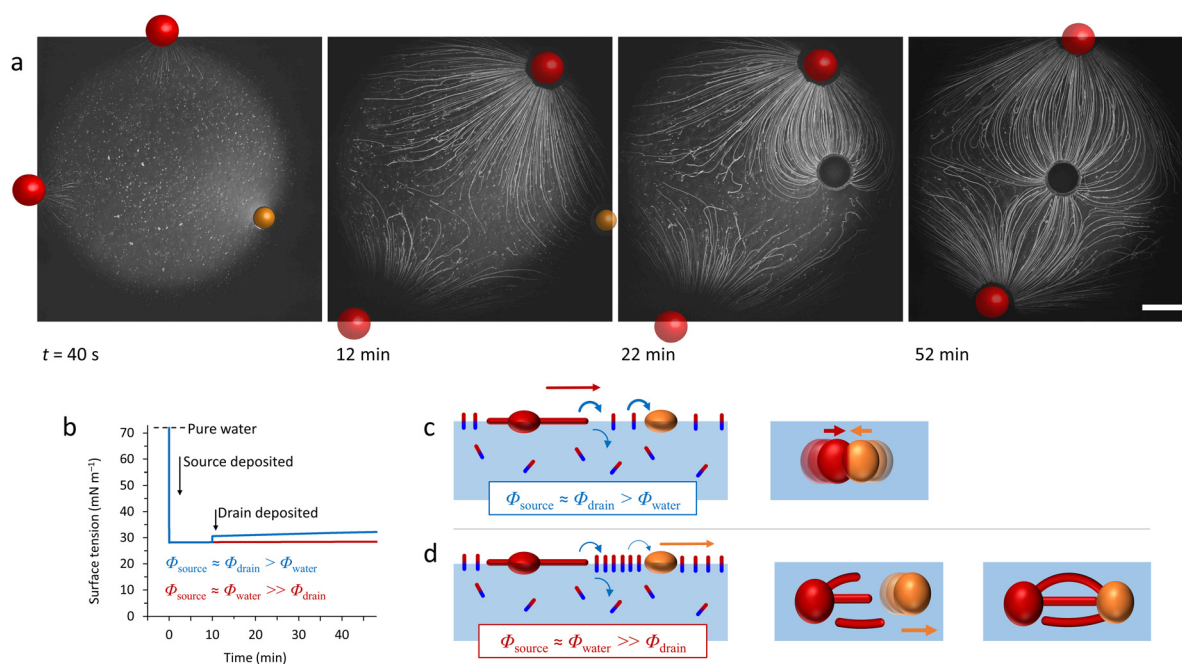 a
t = 40 s
12 min
22 min
52 min
b
Surface tension (mN m⁻¹)
70
60
50
40
30
20
10
0
Pure water
Source deposited
Drain deposited
Φsource ≈ Φdrain > Φwater
Φsource ≈ Φwater >> Φdrain
0 10 20 30 40
Time (min)
c
Φsource ≈ Φdrain > Φwater
d
Φsource ≈ Φwater >> Φdrain